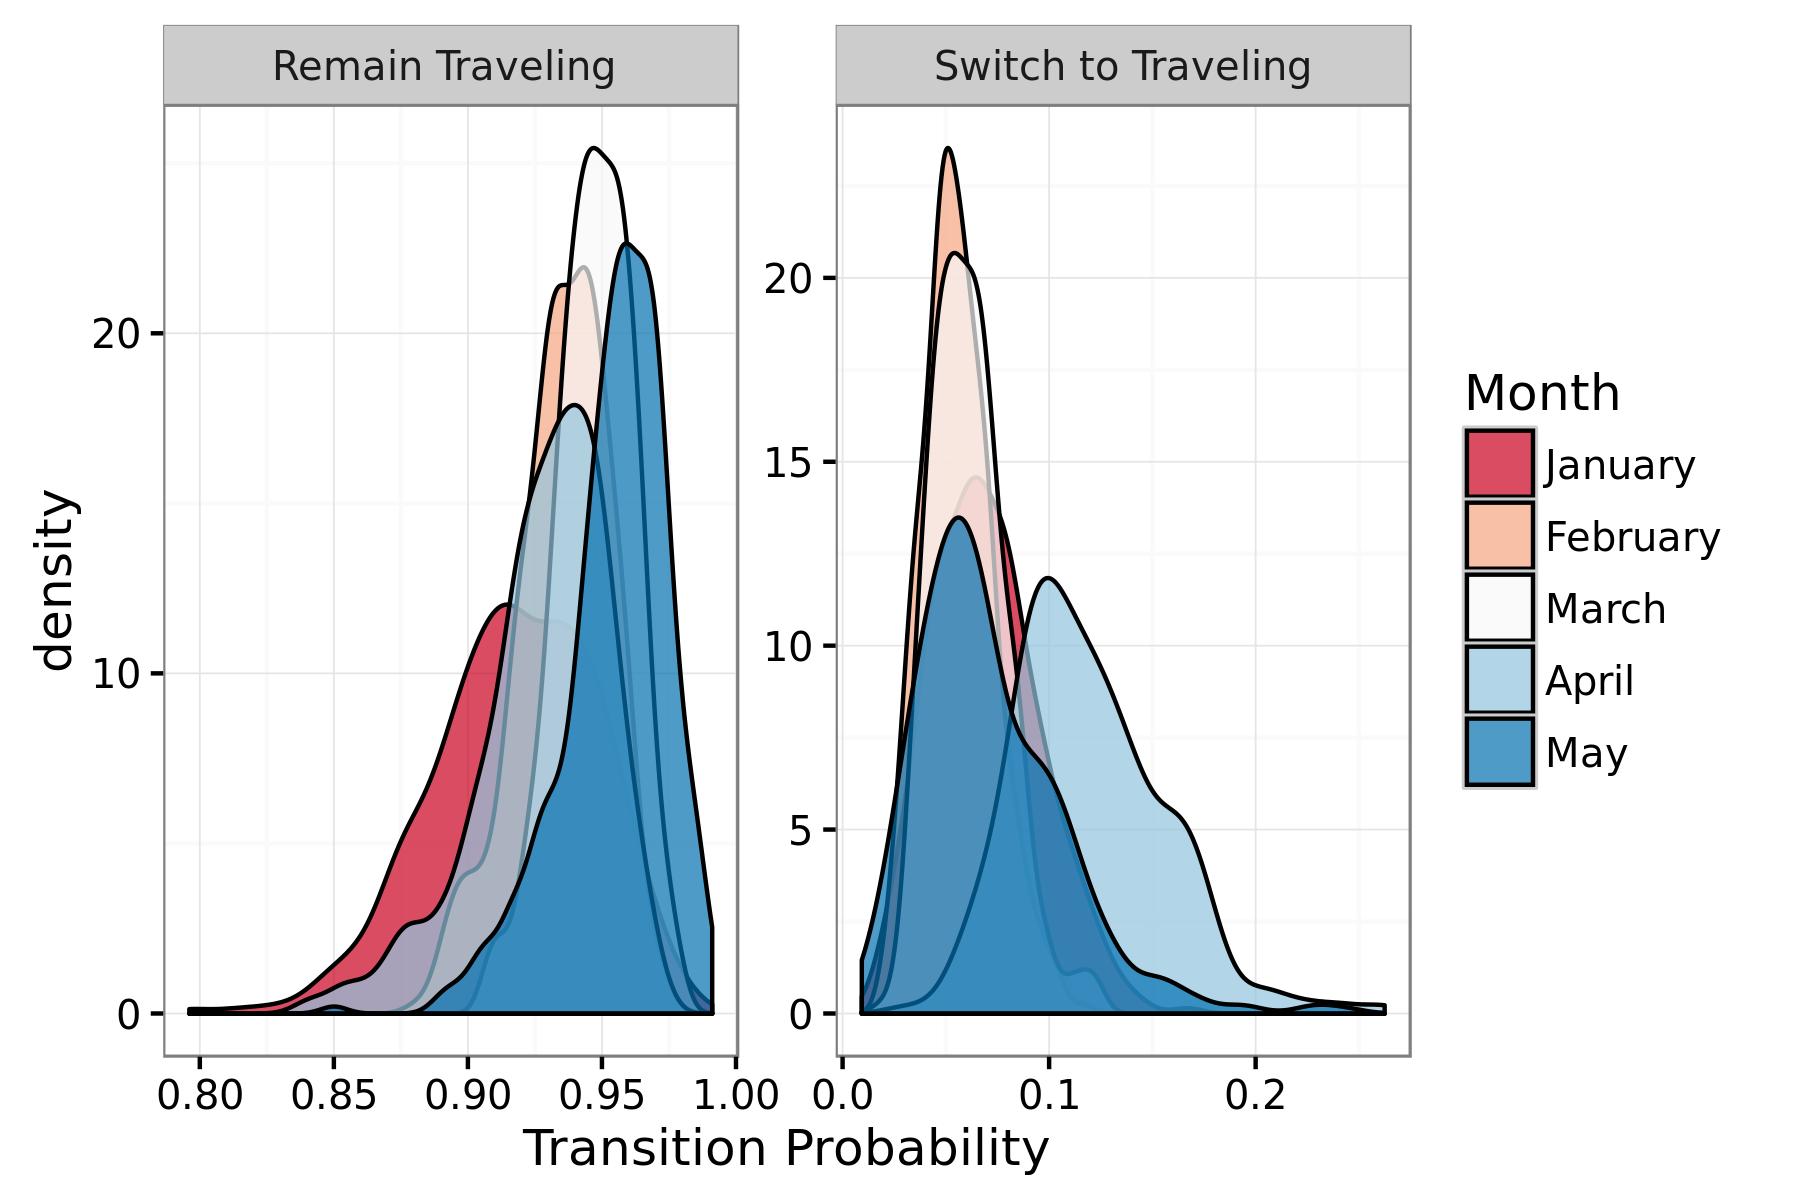 Remain Traveling
Switch to Traveling
density
20
10
0
20
15
10
5
0
0.80 0.85 0.90 0.95 1.00
0.0 0.1 0.2
Transition Probability
Month
January
February
March
April
May